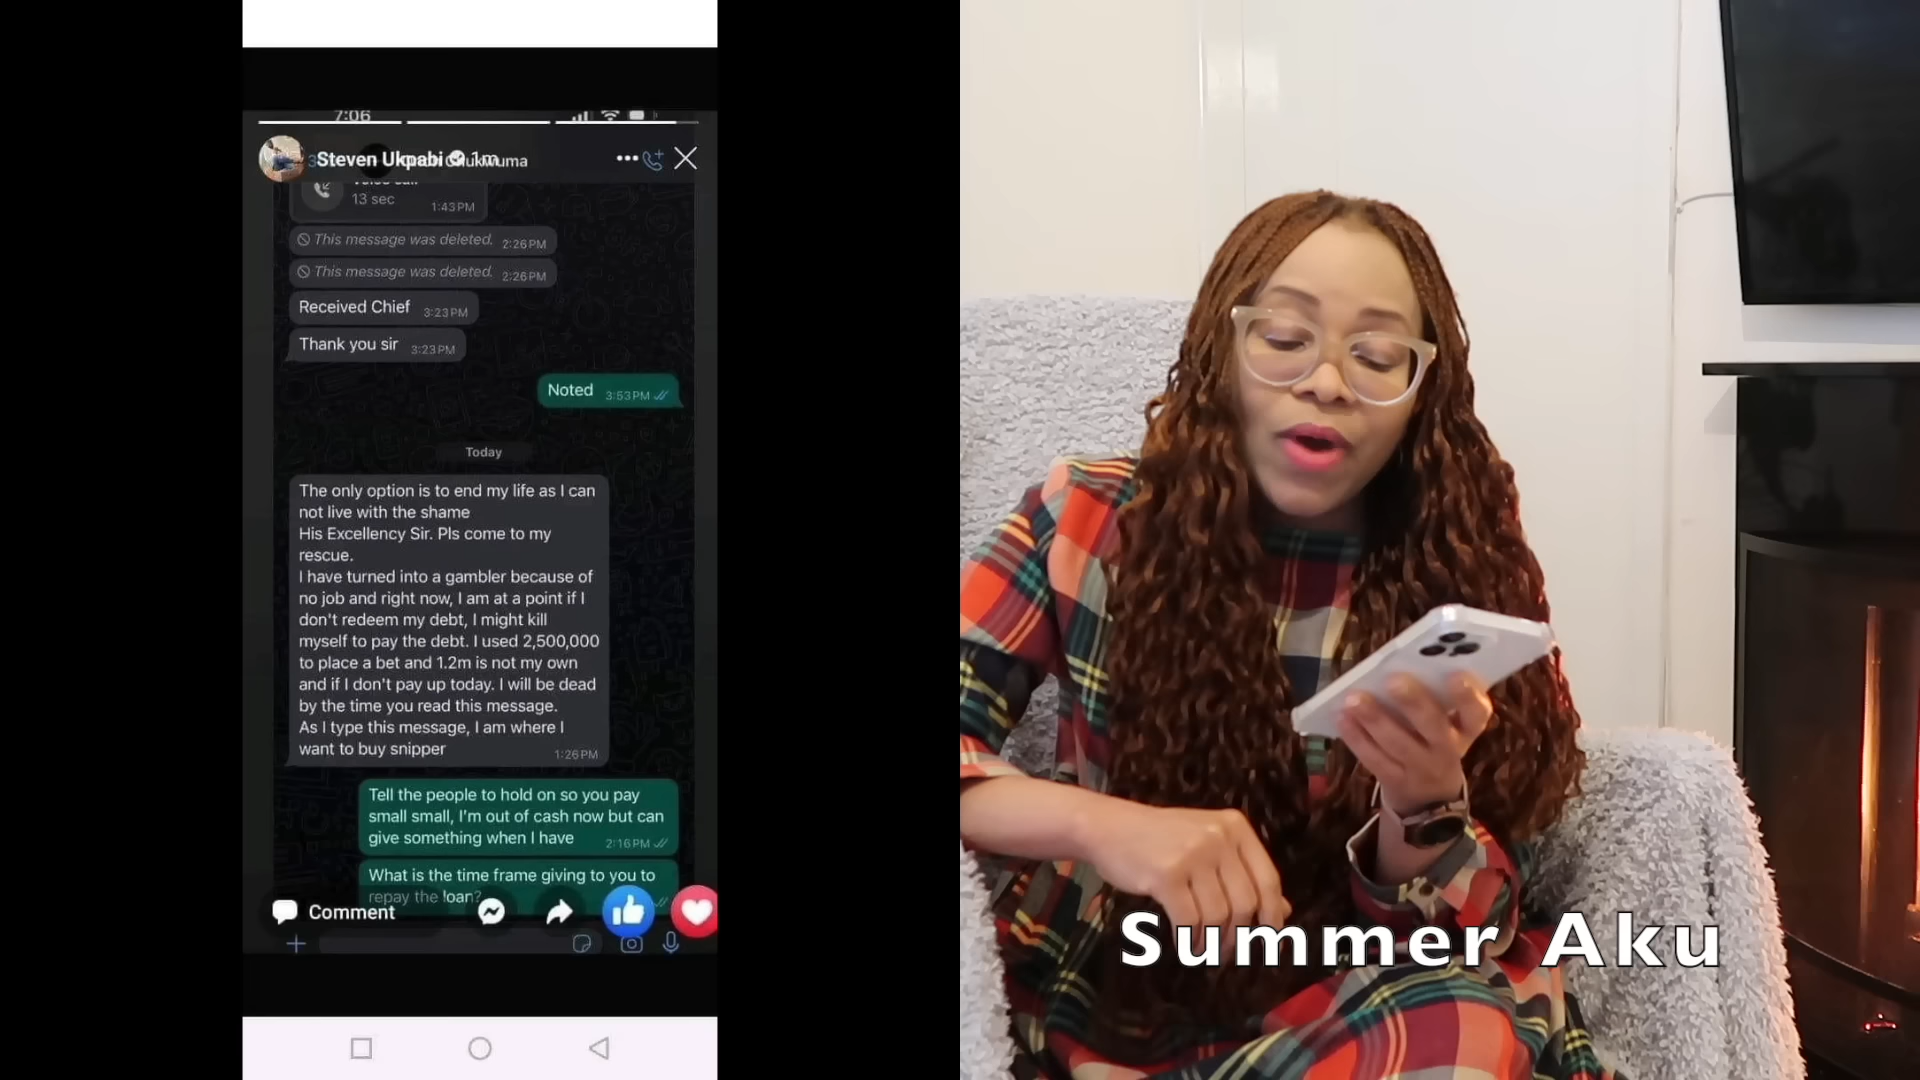 7:06
Steven Ukpabi 1m
Voice call
13 sec 1:43 PM
This message was deleted. 2:26 PM
This message was deleted. 2:26 PM
Received Chief 3:23 PM
Thank you sir 3:23 PM
Noted 3:53 PM
Today
The only option is to end my life as I can
not live with the shame
His Excellency Sir. Pls come to my
rescue.
I have turned into a gambler because of
no job and right now, I am at a point if I
don't redeem my debt, I might kill
myself to pay the debt. I used 2,500,000
to place a bet and 1.2m is not my own
and if I don't pay up today. I will be dead
by the time you read this message.
As I type this message, I am where I
want to buy snipper 1:26 PM
Tell the people to hold on so you pay
small small, I'm out of cash now but can
give something when I have 2:16 PM
What is the time frame giving to you to
repay the loan?
Comment
Summer Aku